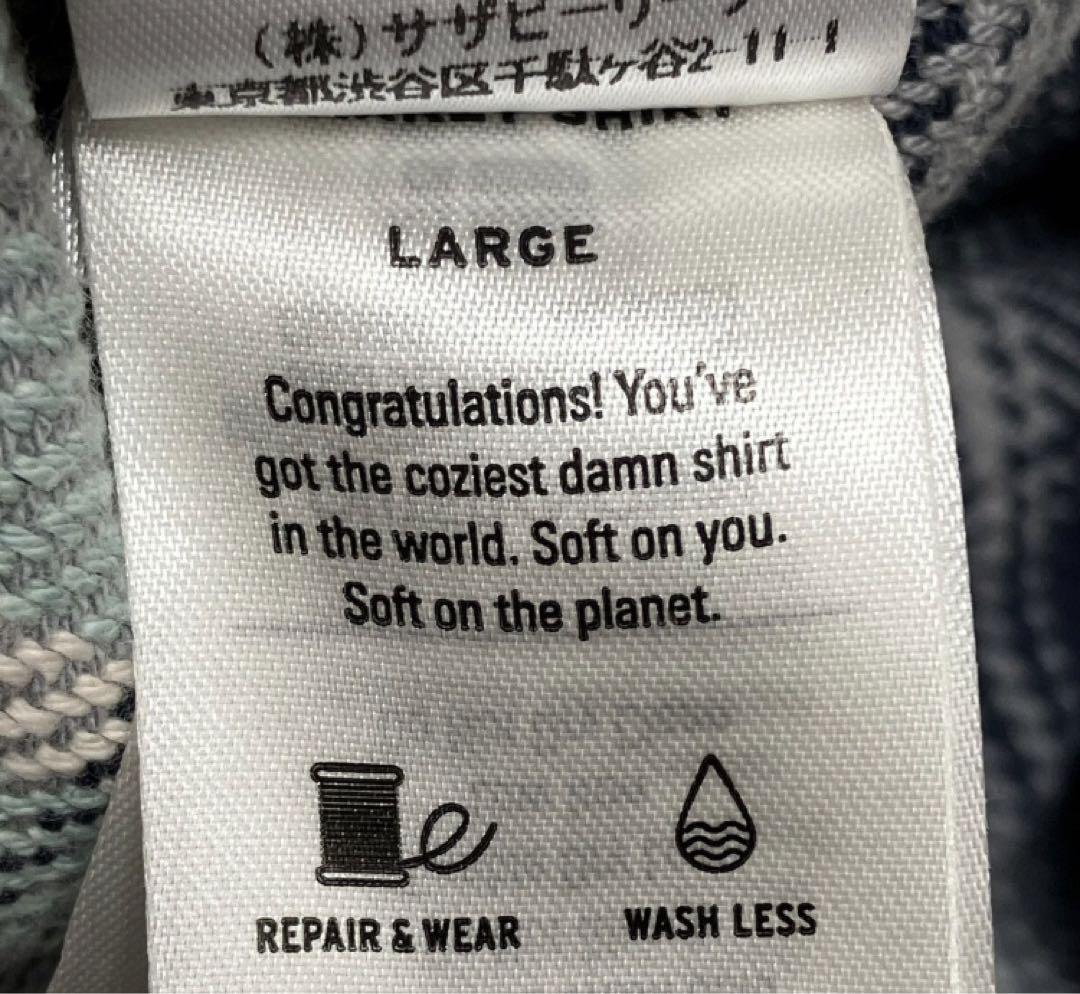 (株)サザビーリーグ
東京都渋谷区千駄ケ谷2-11-1
SHIRT
LARGE
Congratulations! You've
got the coziest damn shirt
in the world. Soft on you.
Soft on the planet.
REPAIR & WEAR
WASH LESS